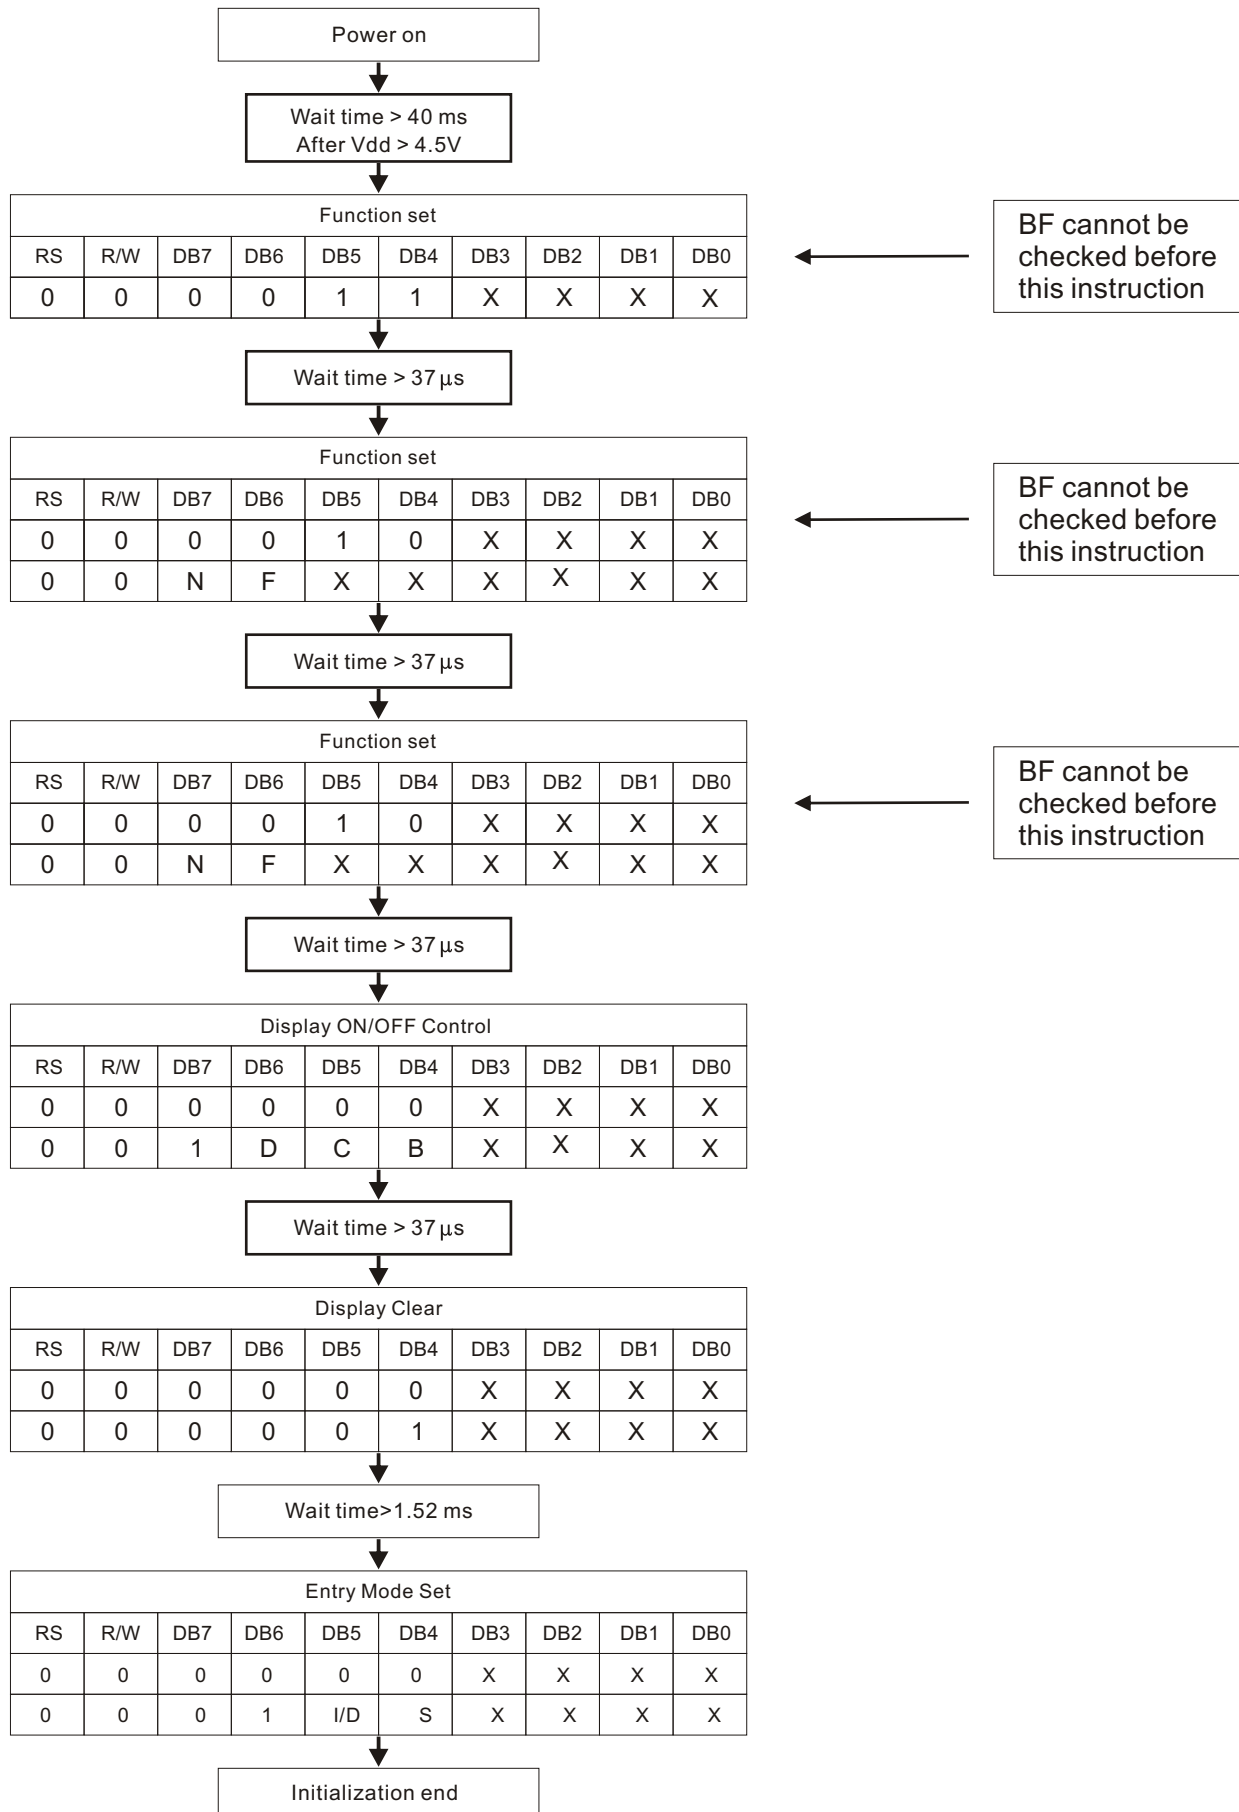 Power on
Wait time > 40 ms
After Vdd > 4.5V
Function set
RS R/W DB7 DB6 DB5 DB4 DB3 DB2 DB1 DB0
0 0 0 0 1 1 X X X X
BF cannot be
checked before
this instruction
Wait time > 37 μs
Function set
RS R/W DB7 DB6 DB5 DB4 DB3 DB2 DB1 DB0
0 0 0 0 1 0 X X X X
0 0 N F X X X X X X
BF cannot be
checked before
this instruction
Wait time > 37 μs
Function set
RS R/W DB7 DB6 DB5 DB4 DB3 DB2 DB1 DB0
0 0 0 0 1 0 X X X X
0 0 N F X X X X X X
BF cannot be
checked before
this instruction
Wait time > 37 μs
Display ON/OFF Control
RS R/W DB7 DB6 DB5 DB4 DB3 DB2 DB1 DB0
0 0 0 0 0 0 X X X X
0 0 1 D C B X X X X
Wait time > 37 μs
Display Clear
RS R/W DB7 DB6 DB5 DB4 DB3 DB2 DB1 DB0
0 0 0 0 0 0 X X X X
0 0 0 0 0 1 X X X X
Wait time>1.52 ms
Entry Mode Set
RS R/W DB7 DB6 DB5 DB4 DB3 DB2 DB1 DB0
0 0 0 0 0 0 X X X X
0 0 0 1 I/D S X X X X
Initialization end